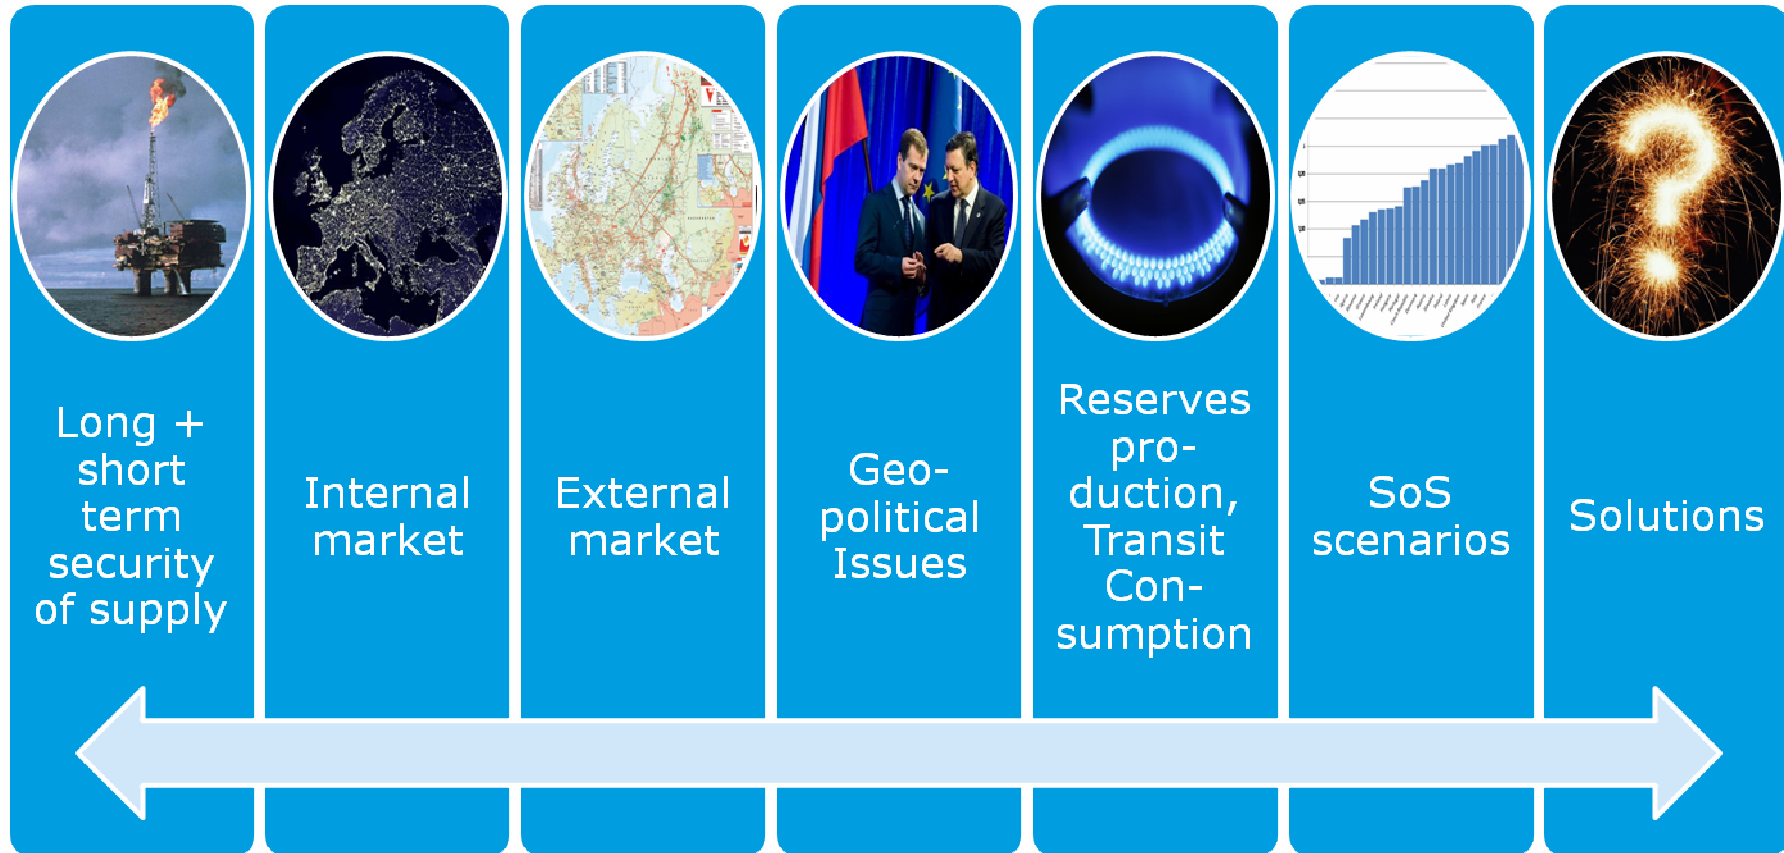 Long +
short
term
security
of supply
Internal
market
External
market
Geo-
political
Issues
Reserves
pro-
duction,
Transit
Con-
sumption
SoS
scenarios
Solutions